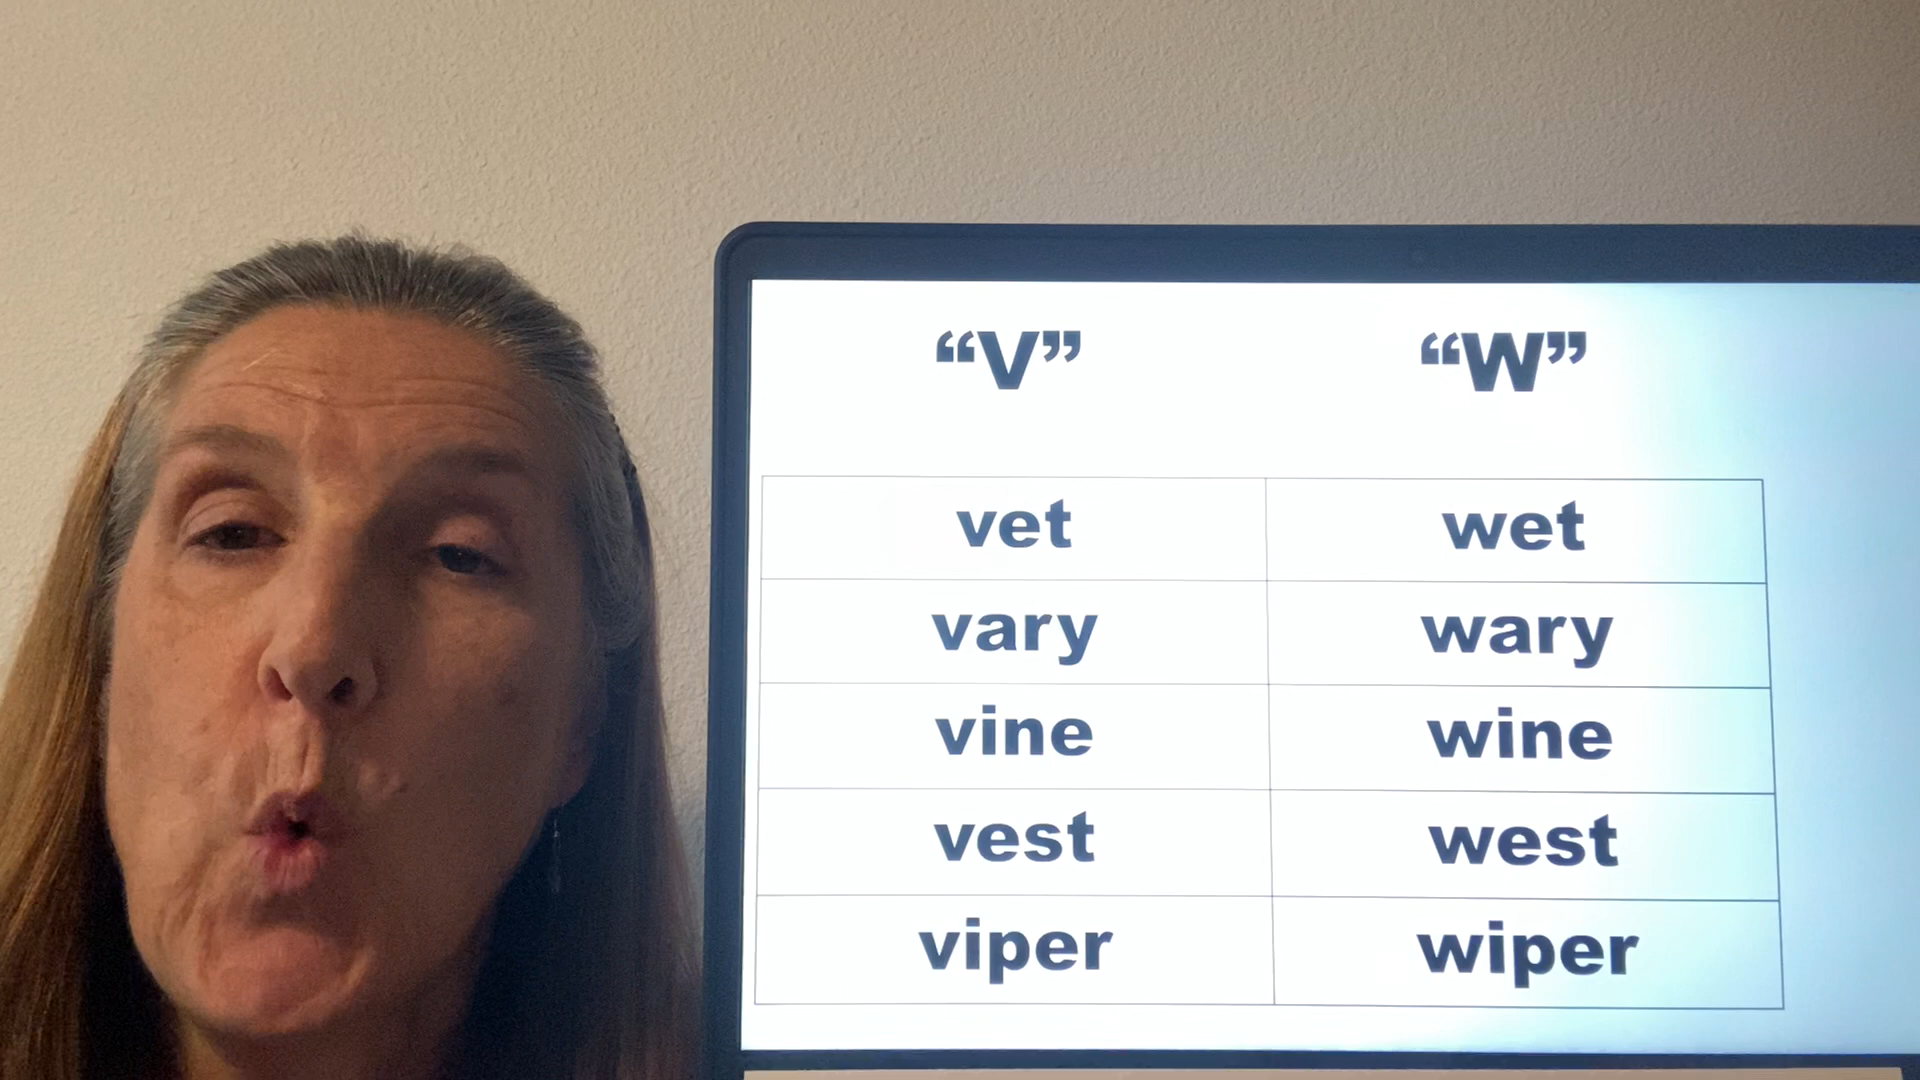 “V” “W”
vet wet
vary wary
vine wine
vest west
viper wiper